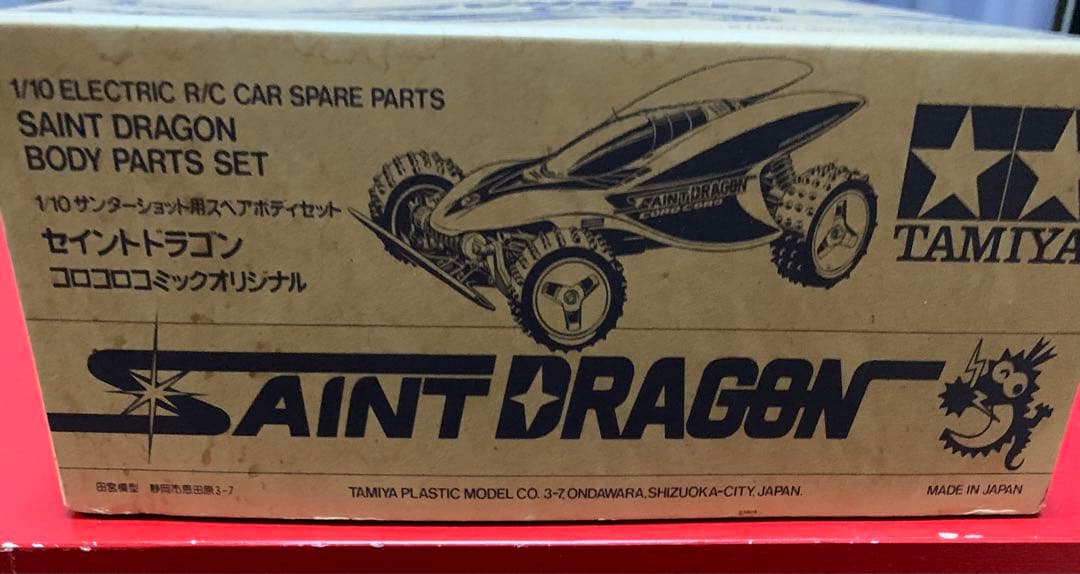 1/10 ELECTRIC R/C CAR SPARE PARTS
SAINT DRAGON
BODY PARTS SET
1/10 サンダーショット用スペアボディセット
セイントドラゴン
コロコロコミックオリジナル
SAINT DRAGON
CORO CORO
TAMIYA
SAINT DRAGON
田宮模型 静岡市恩田原3-7
TAMIYA PLASTIC MODEL CO. 3-7, ONDAWARA, SHIZUOKA-CITY, JAPAN.
MADE IN JAPAN